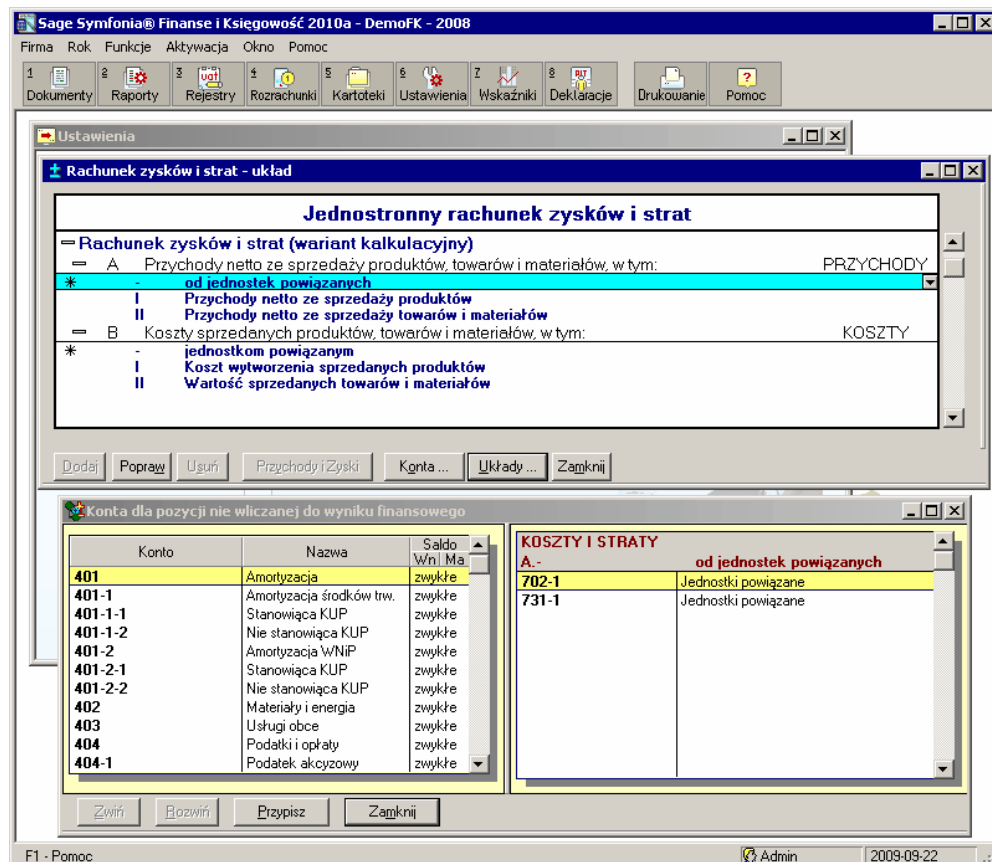 Sage Symfonia® Finanse i Księgowość 2010a - DemoFK - 2008
Firma Rok Funkcje Aktywacja Okno Pomoc
1 2 3 4 5 6 7 8
Dokumenty Raporty Rejestry Rozrachunki Kartoteki Ustawienia Wskaźniki Deklaracje Drukowanie Pomoc
Ustawienia
Rachunek zysków i strat - układ
Jednostronny rachunek zysków i strat
Rachunek zysków i strat (wariant kalkulacyjny)
A Przychody netto ze sprzedaży produktów, towarów i materiałów, w tym: PRZYCHODY
* - od jednostek powiązanych
I Przychody netto ze sprzedaży produktów
II Przychody netto ze sprzedaży towarów i materiałów
B Koszty sprzedanych produktów, towarów i materiałów, w tym: KOSZTY
* - jednostkom powiązanym
I Koszt wytworzenia sprzedanych produktów
II Wartość sprzedanych towarów i materiałów
Dodaj Popraw Usuń Przychody i Zyski Konta ... Układy ... Zamknij
Konta dla pozycji nie wliczanej do wyniku finansowego
Konto Nazwa Saldo
Wn Ma
401 Amortyzacja zwykłe
401-1 Amortyzacja środków trw. zwykłe
401-1-1 Stanowiąca KUP zwykłe
401-1-2 Nie stanowiąca KUP zwykłe
401-2 Amortyzacja WNiP zwykłe
401-2-1 Stanowiąca KUP zwykłe
401-2-2 Nie stanowiąca KUP zwykłe
402 Materiały i energia zwykłe
403 Usługi obce zwykłe
404 Podatki i opłaty zwykłe
404-1 Podatek akcyzowy zwykłe
KOSZTY I STRATY
A.- od jednostek powiązanych
702-1 Jednostki powiązane
731-1 Jednostki powiązane
Zwiń Rozwiń Przypisz Zamknij
F1 - Pomoc Admin 2009-09-22